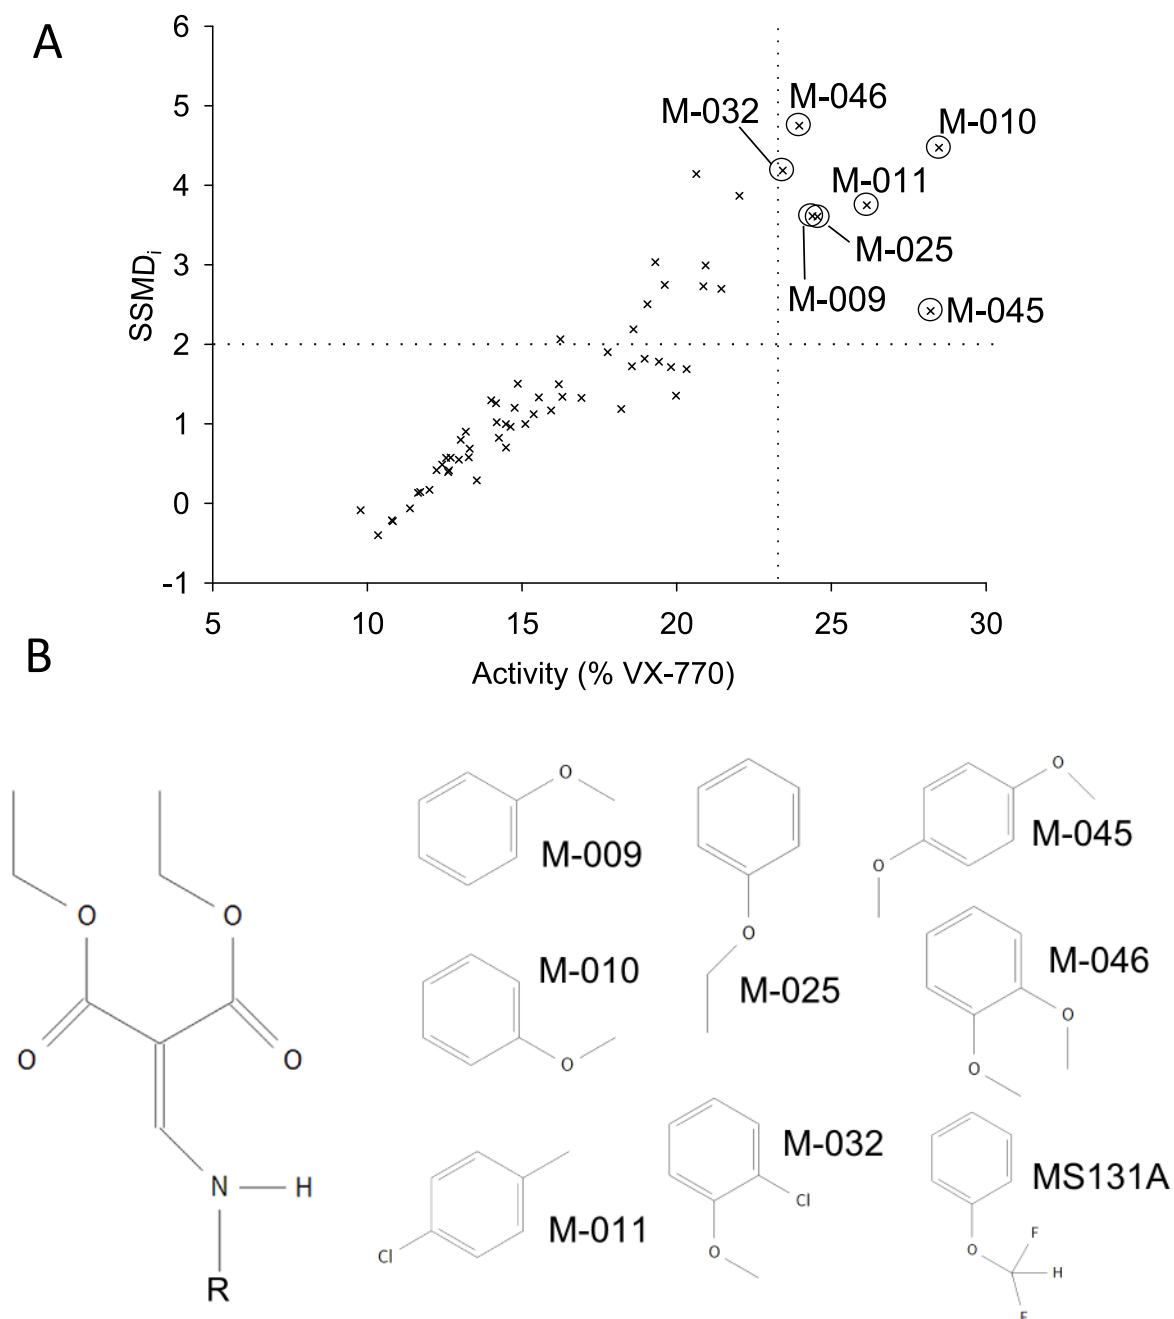 A
6
5
4
3
2
1
0
-1
SSMDi
M-032
M-046
M-010
M-011
M-025
M-009
M-045
5
10
15
20
25
30
Activity (% VX-770)
B
O
O
O
O
N
H
R
O
M-009
O
M-010
Cl
M-011
O
M-025
Cl
O
M-032
O
O
M-045
O
O
M-046
O
F
H
F
MS131A